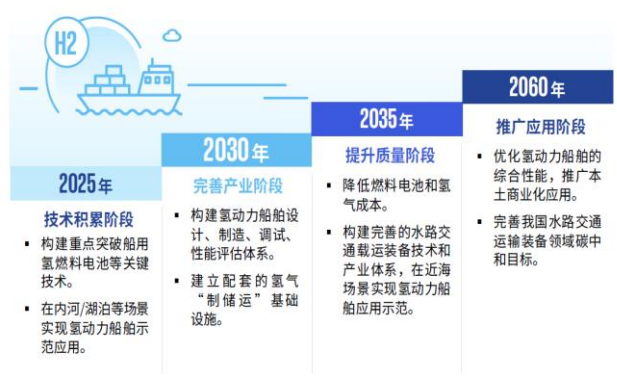 H2
2025年
技术积累阶段
▪ 构建重点突破船用
氢燃料电池等关键
技术。
▪ 在内河/湖泊等场景
实现氢动力船舶示
范应用。
2030年
完善产业阶段
▪ 构建氢动力船舶设
计、制造、调试、
性能评估体系。
▪ 建立配套的氢气
“制储运”基础
设施。
2035年
提升质量阶段
▪ 降低燃料电池和氢
气成本。
▪ 构建完善的水路交
通载运装备技术和
产业体系，在近海
场景实现氢动力船
舶应用示范。
2060年
推广应用阶段
▪ 优化氢动力船舶的
综合性能，推广本
土商业化应用。
▪ 完善我国水路交通
运输装备领域碳中
和目标。